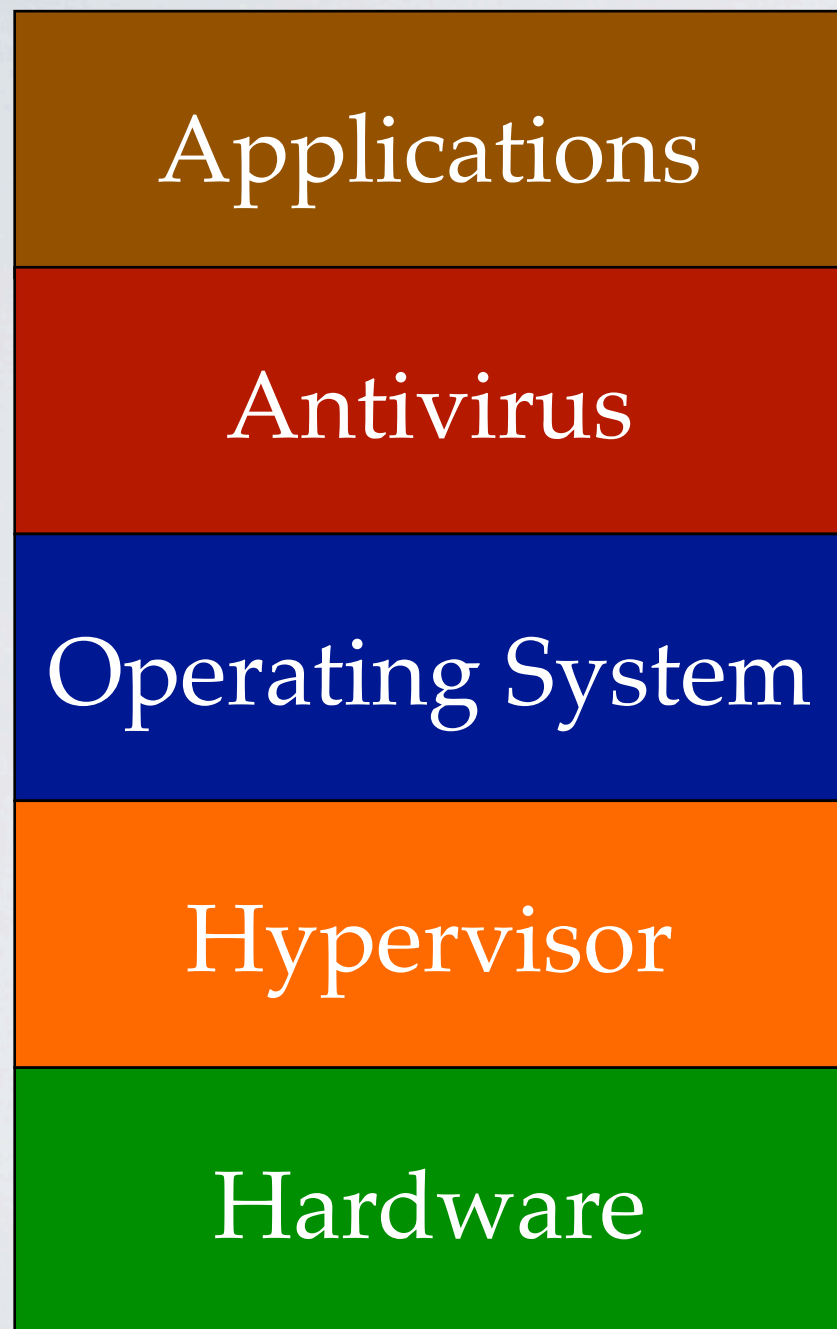 Applications
Antivirus
Operating System
Hypervisor
Hardware